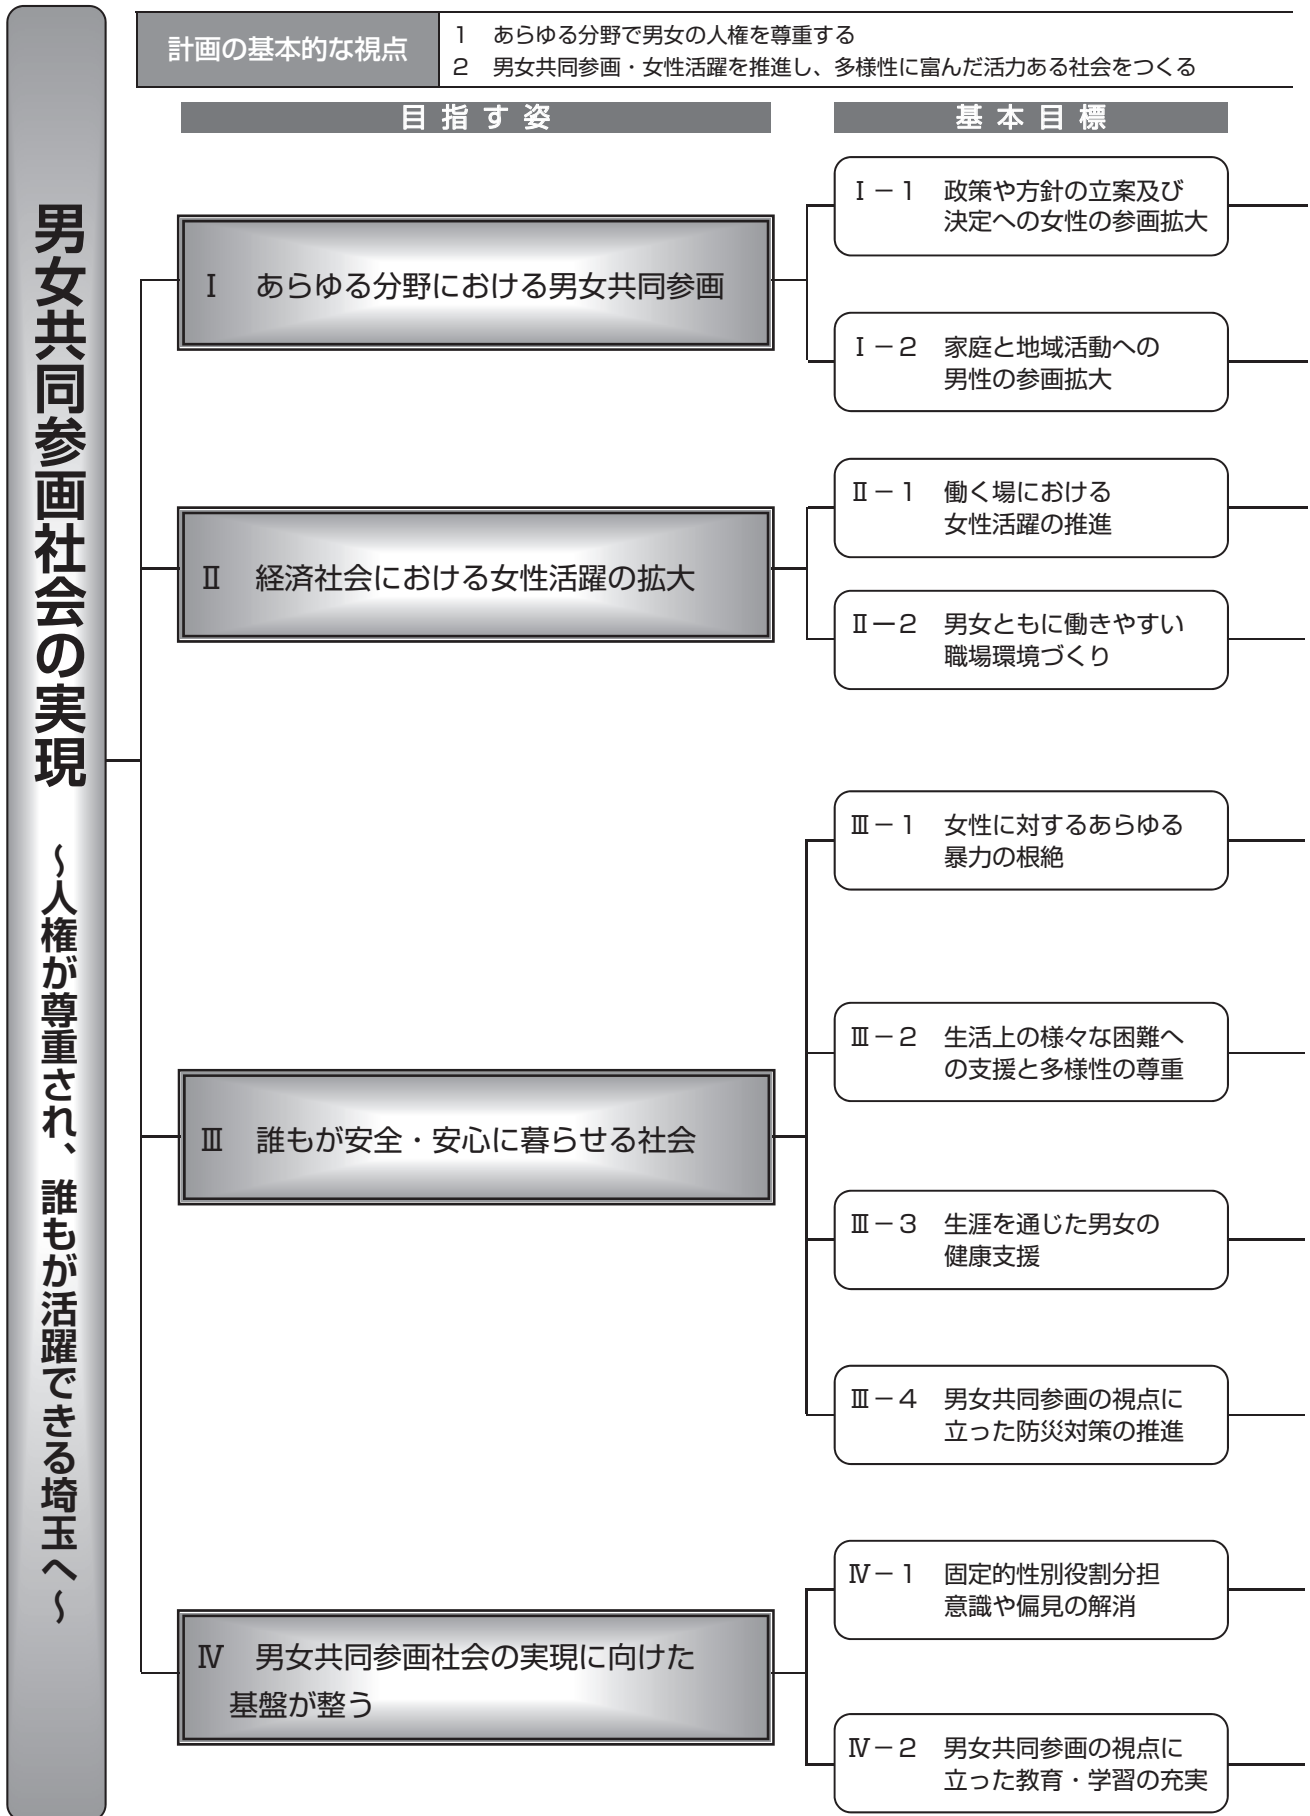 男女共同参画社会の実現 ～人権が尊重され、誰もが活躍できる埼玉へ～
計画の基本的な視点
1 あらゆる分野で男女の人権を尊重する
2 男女共同参画・女性活躍を推進し、多様性に富んだ活力ある社会をつくる
目指す姿
基本目標
Ⅰ あらゆる分野における男女共同参画
Ⅰ－1 政策や方針の立案及び
決定への女性の参画拡大
Ⅰ－2 家庭と地域活動への
男性の参画拡大
Ⅱ 経済社会における女性活躍の拡大
Ⅱ－1 働く場における
女性活躍の推進
Ⅱー2 男女ともに働きやすい
職場環境づくり
Ⅲ 誰もが安全・安心に暮らせる社会
Ⅲ－1 女性に対するあらゆる
暴力の根絶
Ⅲ－2 生活上の様々な困難へ
の支援と多様性の尊重
Ⅲ－3 生涯を通じた男女の
健康支援
Ⅲ－4 男女共同参画の視点に
立った防災対策の推進
Ⅳ 男女共同参画社会の実現に向けた
基盤が整う
Ⅳ－1 固定的性別役割分担
意識や偏見の解消
Ⅳ－2 男女共同参画の視点に
立った教育・学習の充実